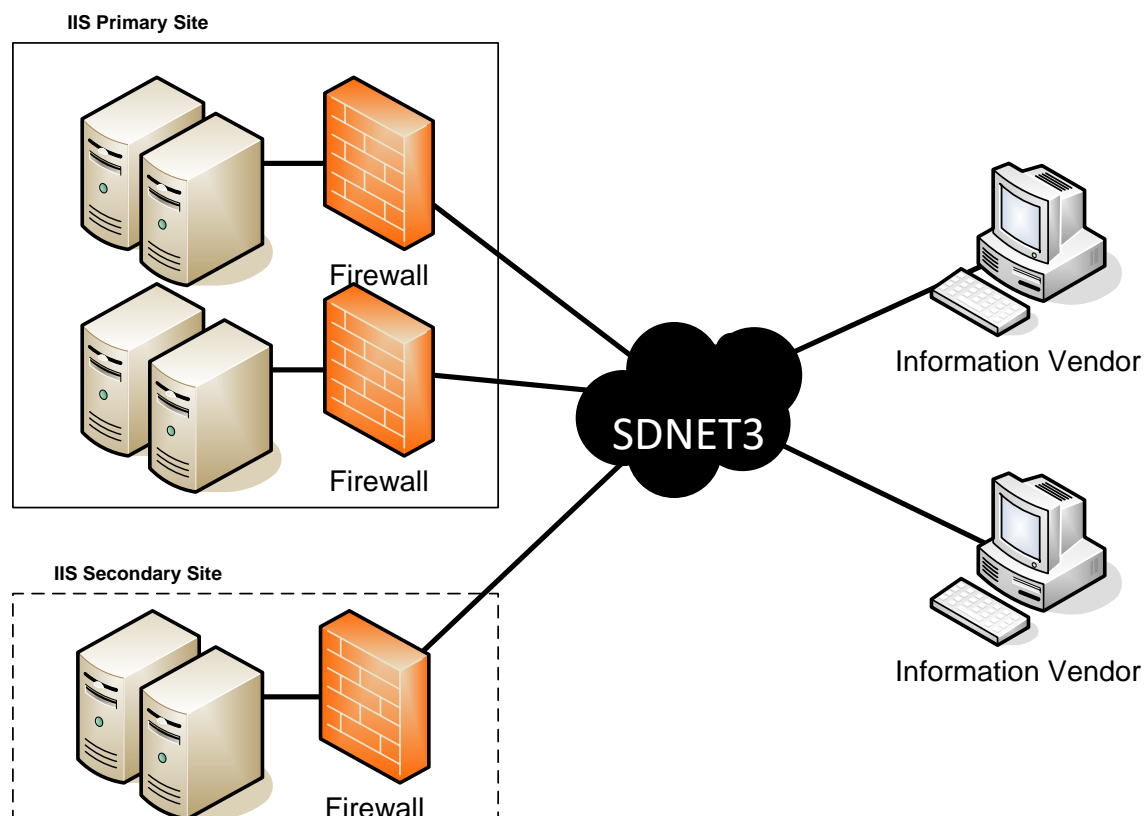 IIS Primary Site
Firewall
Firewall
SDNET3
Information Vendor
Information Vendor
IIS Secondary Site
Firewall